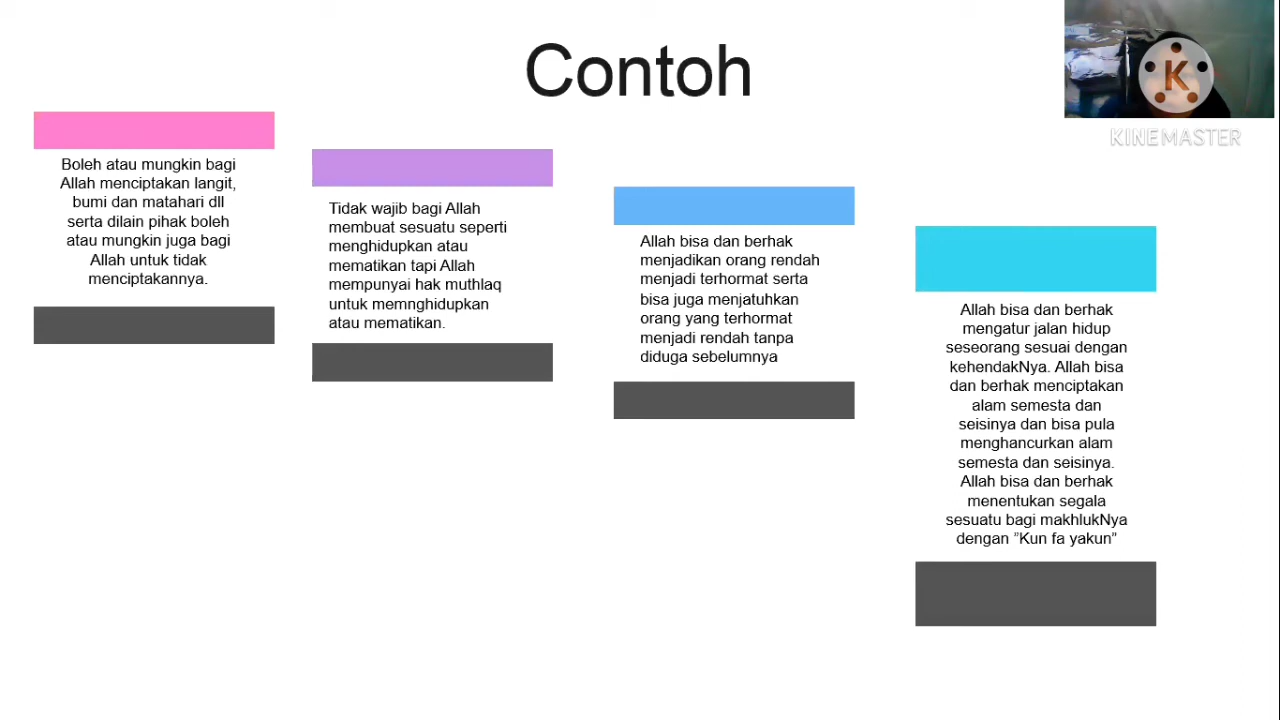 Contoh
K
KINEMASTER
Boleh atau mungkin bagi
Allah menciptakan langit,
bumi dan matahari dll
serta dilain pihak boleh
atau mungkin juga bagi
Allah untuk tidak
menciptakannya.
Tidak wajib bagi Allah
membuat sesuatu seperti
menghidupkan atau
mematikan tapi Allah
mempunyai hak muthlaq
untuk memnghidupkan
atau mematikan.
Allah bisa dan berhak
menjadikan orang rendah
menjadi terhormat serta
bisa juga menjatuhkan
orang yang terhormat
menjadi rendah tanpa
diduga sebelumnya
Allah bisa dan berhak
mengatur jalan hidup
seseorang sesuai dengan
kehendakNya. Allah bisa
dan berhak menciptakan
alam semesta dan
seisinya dan bisa pula
menghancurkan alam
semesta dan seisinya.
Allah bisa dan berhak
menentukan segala
sesuatu bagi makhlukNya
dengan ”Kun fa yakun”